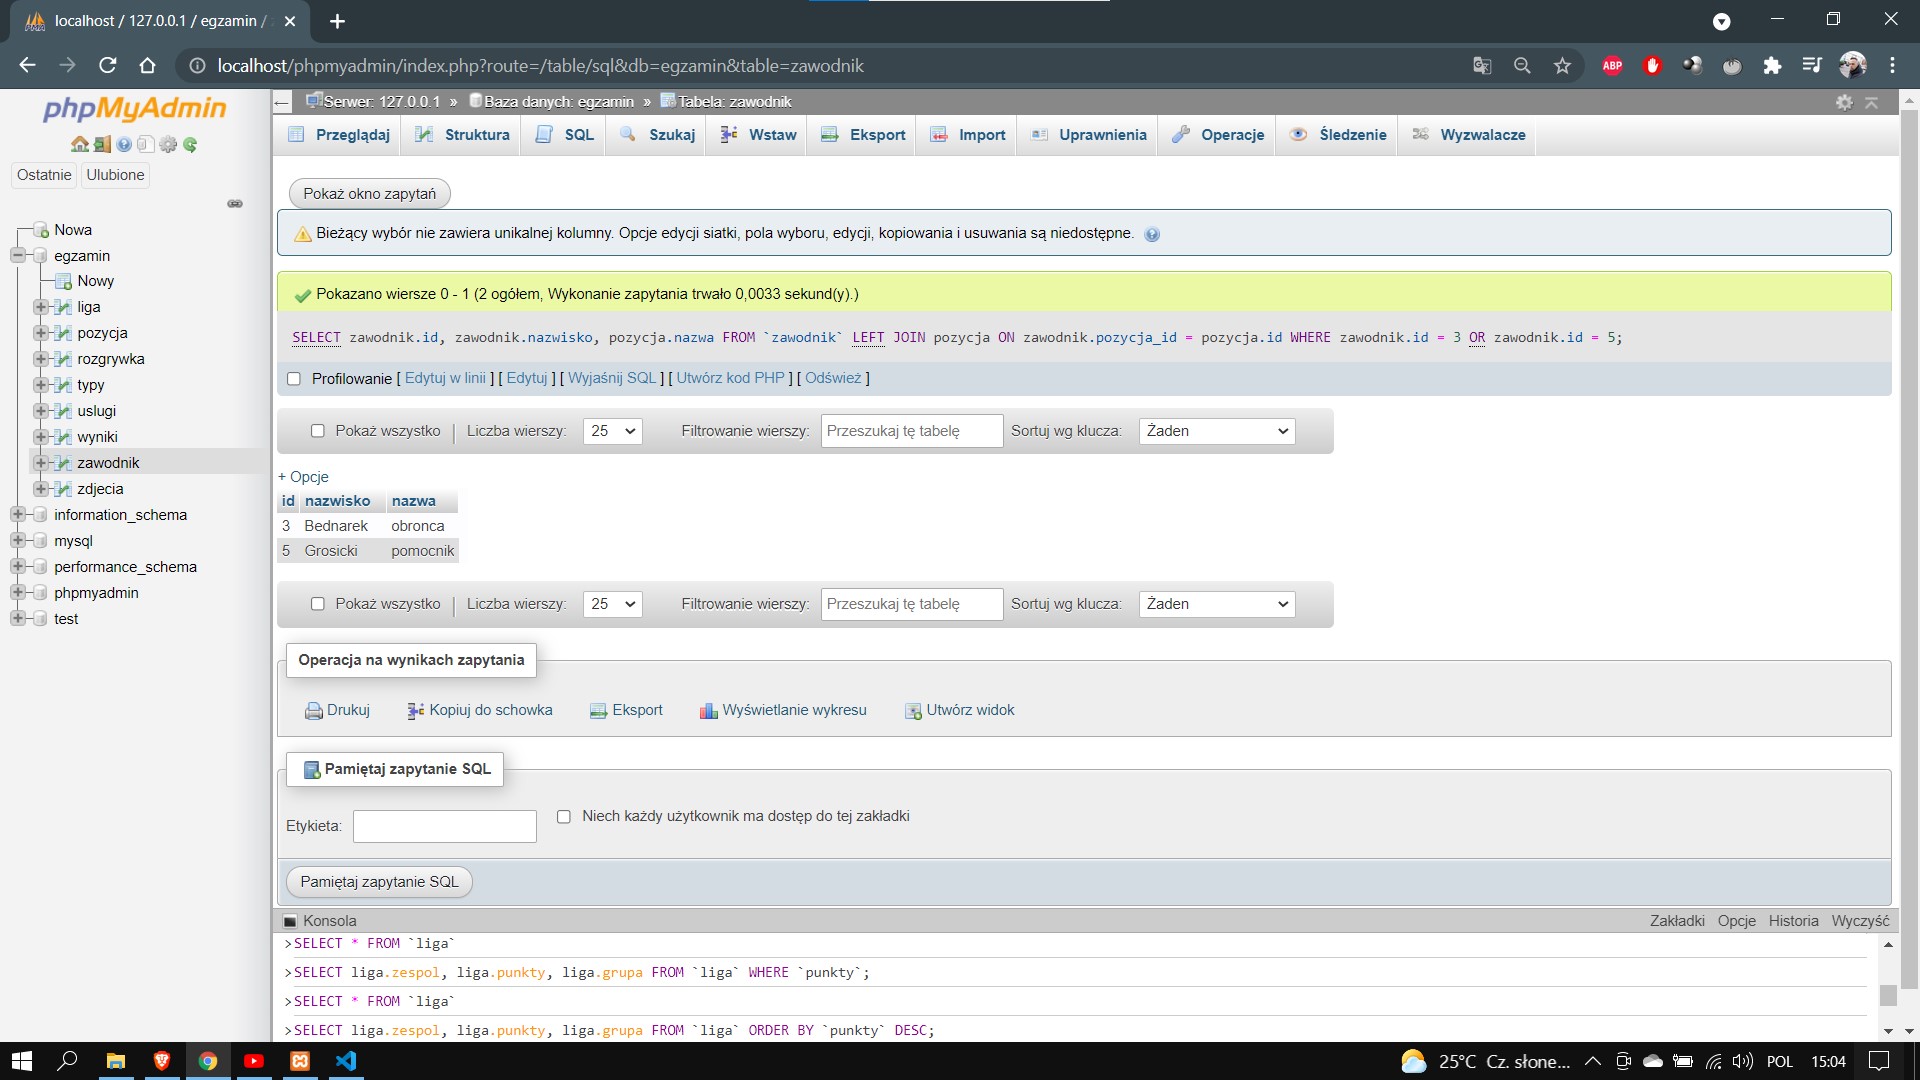 localhost / 127.0.0.1 / egzamin /
localhost/phpmyadmin/index.php?route=/table/sql&db=egzamin&table=zawodnik
ABP
phpMyAdmin
Ostatnie
Ulubione
Nowa
egzamin
Nowy
liga
pozycja
rozgrywka
typy
uslugi
wyniki
zawodnik
zdjecia
information_schema
mysql
performance_schema
phpmyadmin
test
Serwer: 127.0.0.1 » Baza danych: egzamin » Tabela: zawodnik
Przeglądaj Struktura SQL Szukaj Wstaw Eksport Import Uprawnienia Operacje Śledzenie Wyzwalacze
Pokaż okno zapytań
Bieżący wybór nie zawiera unikalnej kolumny. Opcje edycji siatki, pola wyboru, edycji, kopiowania i usuwania są niedostępne.
Pokazano wiersze 0 - 1 (2 ogółem, Wykonanie zapytania trwało 0,0033 sekund(y).)
SELECT zawodnik.id, zawodnik.nazwisko, pozycja.nazwa FROM `zawodnik` LEFT JOIN pozycja ON zawodnik.pozycja_id = pozycja.id WHERE zawodnik.id = 3 OR zawodnik.id = 5;
Profilowanie [ Edytuj w linii ] [ Edytuj ] [ Wyjaśnij SQL ] [ Utwórz kod PHP ] [ Odśwież ]
Pokaż wszystko | Liczba wierszy: 25 Filtrowanie wierszy: Przeszukaj tę tabelę Sortuj wg klucza: Żaden
+ Opcje
id nazwisko nazwa
3 Bednarek obronca
5 Grosicki pomocnik
Pokaż wszystko | Liczba wierszy: 25 Filtrowanie wierszy: Przeszukaj tę tabelę Sortuj wg klucza: Żaden
Operacja na wynikach zapytania
Drukuj Kopiuj do schowka Eksport Wyświetlanie wykresu Utwórz widok
Pamiętaj zapytanie SQL
Etykieta: Niech każdy użytkownik ma dostęp do tej zakładki
Pamiętaj zapytanie SQL
Konsola Zakładki Opcje Historia Wyczyść
>SELECT * FROM `liga`
>SELECT liga.zespol, liga.punkty, liga.grupa FROM `liga` WHERE `punkty`;
>SELECT * FROM `liga`
>SELECT liga.zespol, liga.punkty, liga.grupa FROM `liga` ORDER BY `punkty` DESC;
25°C Cz. słone... POL 15:04